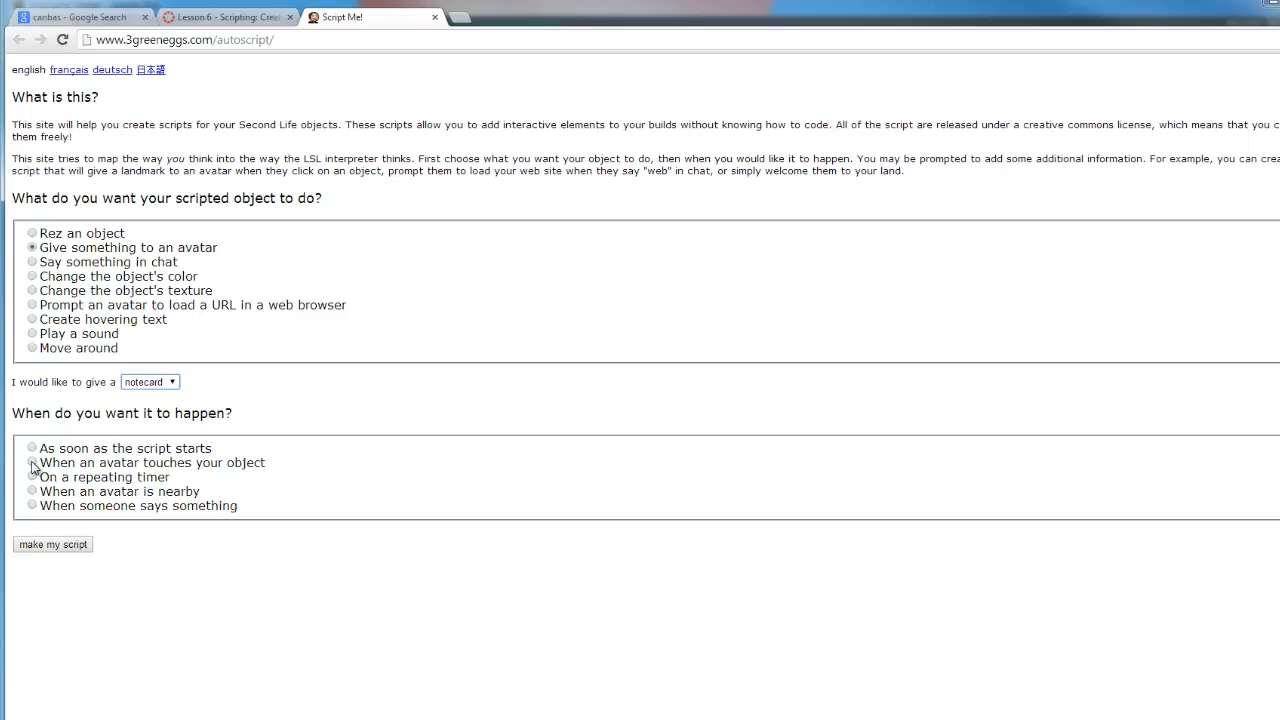 canbas - Google Search
Lesson 6 - Scripting: Crea
Script Me!
www.3greeneggs.com/autoscript/
english français deutsch 日本語
What is this?
This site will help you create scripts for your Second Life objects. These scripts allow you to add interactive elements to your builds without knowing how to code. All of the script are released under a creative commons license, which means that you c
them freely!
This site tries to map the way you think into the way the LSL interpreter thinks. First choose what you want your object to do, then when you would like it to happen. You may be prompted to add some additional information. For example, you can crea
script that will give a landmark to an avatar when they click on an object, prompt them to load your web site when they say "web" in chat, or simply welcome them to your land.
What do you want your scripted object to do?
Rez an object
Give something to an avatar
Say something in chat
Change the object's color
Change the object's texture
Prompt an avatar to load a URL in a web browser
Create hovering text
Play a sound
Move around
I would like to give a notecard
When do you want it to happen?
As soon as the script starts
When an avatar touches your object
On a repeating timer
When an avatar is nearby
When someone says something
make my script